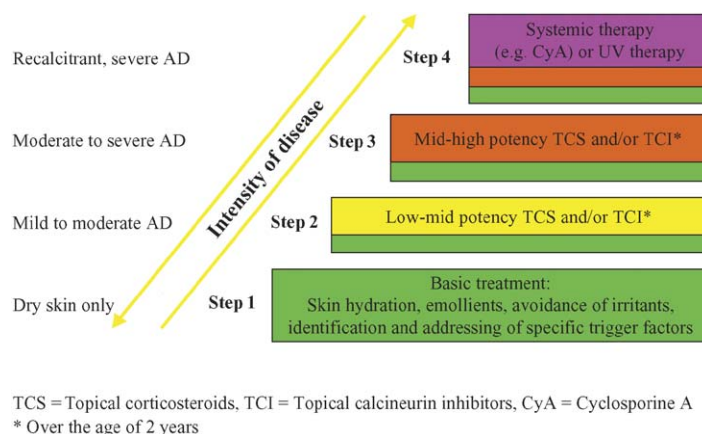 Systemic therapy
(e.g. CyA) or UV therapy
Step 4
Recalcitrant, severe AD
Intensity of disease
Moderate to severe AD
Step 3
Mid-high potency TCS and/or TCI*
Mild to moderate AD
Step 2
Low-mid potency TCS and/or TCI*
Dry skin only
Step 1
Basic treatment:
Skin hydration, emollients, avoidance of irritants,
identification and addressing of specific trigger factors
TCS = Topical corticosteroids, TCI = Topical calcineurin inhibitors, CyA = Cyclosporine A
* Over the age of 2 years